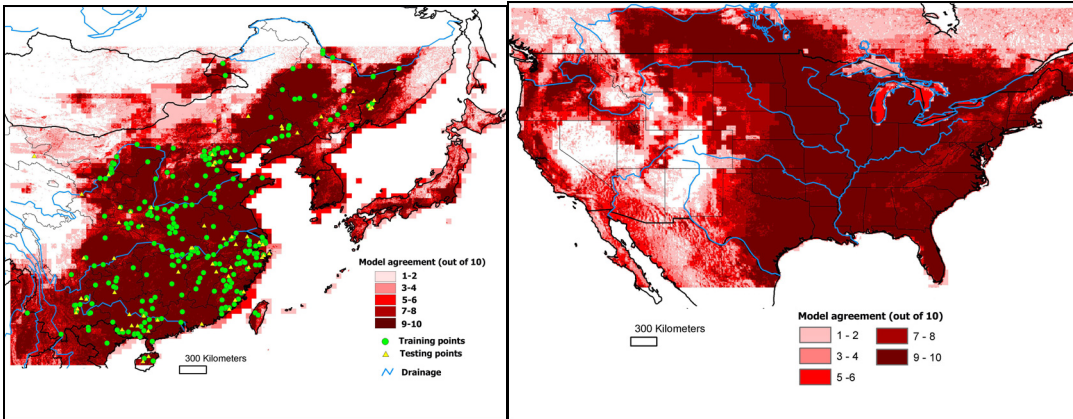 Model agreement (out of 10)
1-2
3-4
5-6
7-8
9-10
Training points
Testing points
Drainage
300 Kilometers
300 Kilometers
Model agreement (out of 10)
1 - 2
7 - 8
3 - 4
9 - 10
5 -6